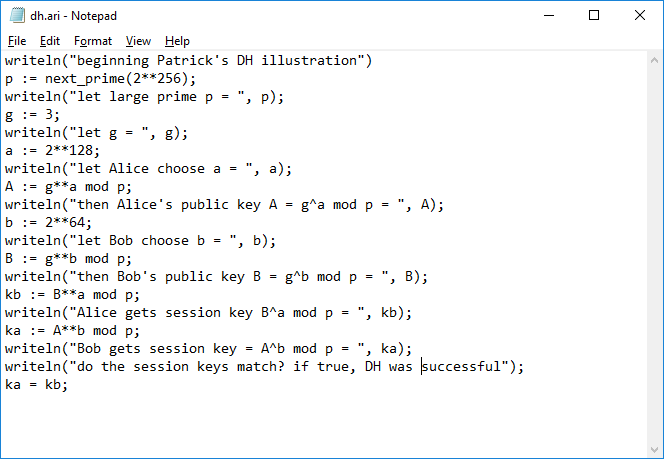 dh.ari - Notepad
File Edit Format View Help
writeln("beginning Patrick's DH illustration")
p := next_prime(2**256);
writeln("let large prime p = ", p);
g := 3;
writeln("let g = ", g);
a := 2**128;
writeln("let Alice choose a = ", a);
A := g**a mod p;
writeln("then Alice's public key A = g^a mod p = ", A);
b := 2**64;
writeln("let Bob choose b = ", b);
B := g**b mod p;
writeln("then Bob's public key B = g^b mod p = ", B);
kb := B**a mod p;
writeln("Alice gets session key B^a mod p = ", kb);
ka := A**b mod p;
writeln("Bob gets session key = A^b mod p = ", ka);
writeln("do the session keys match? if true, DH was successful");
ka = kb;